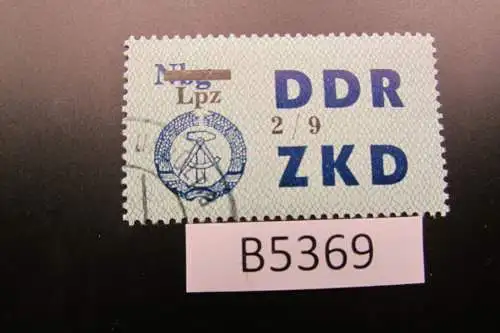 Nbg
Lpz
DDR
2/9
ZKD
B5369